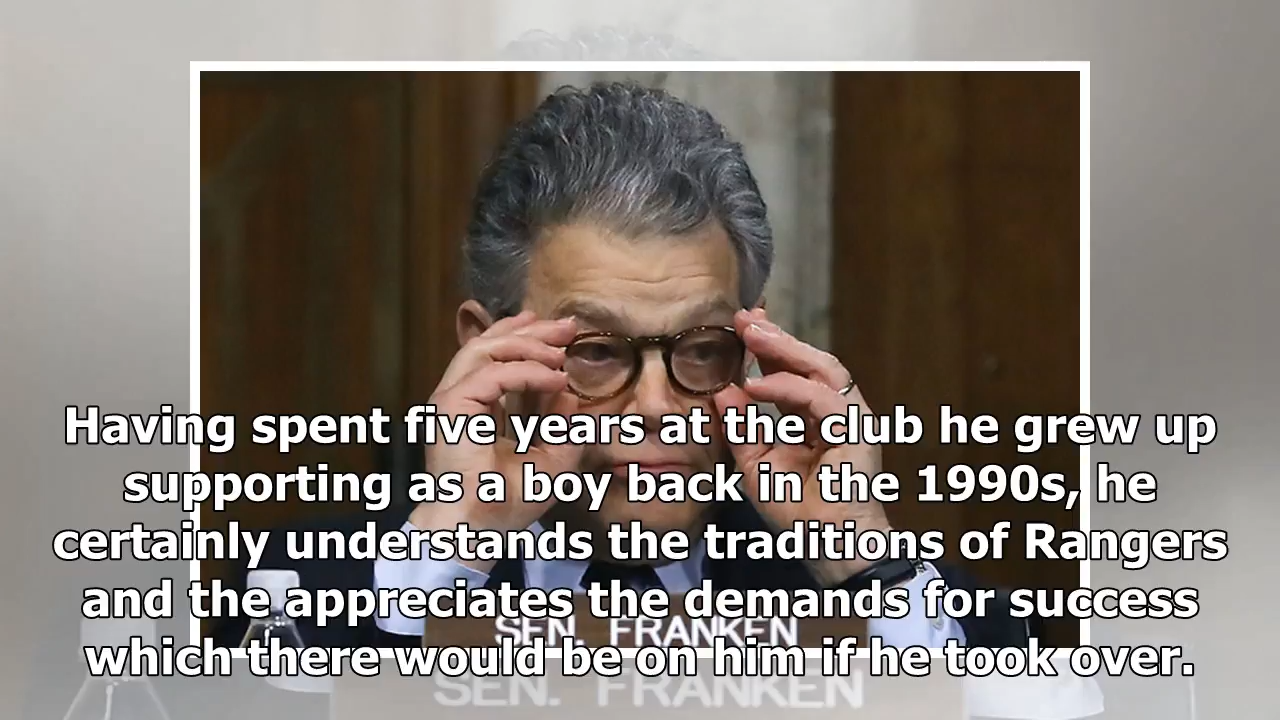 Having spent five years at the club he grew up
supporting as a boy back in the 1990s, he
certainly understands the traditions of Rangers
and the appreciates the demands for success
SEN. FRANKEN
which there would be on him if he took over.
SEN. FRANKEN